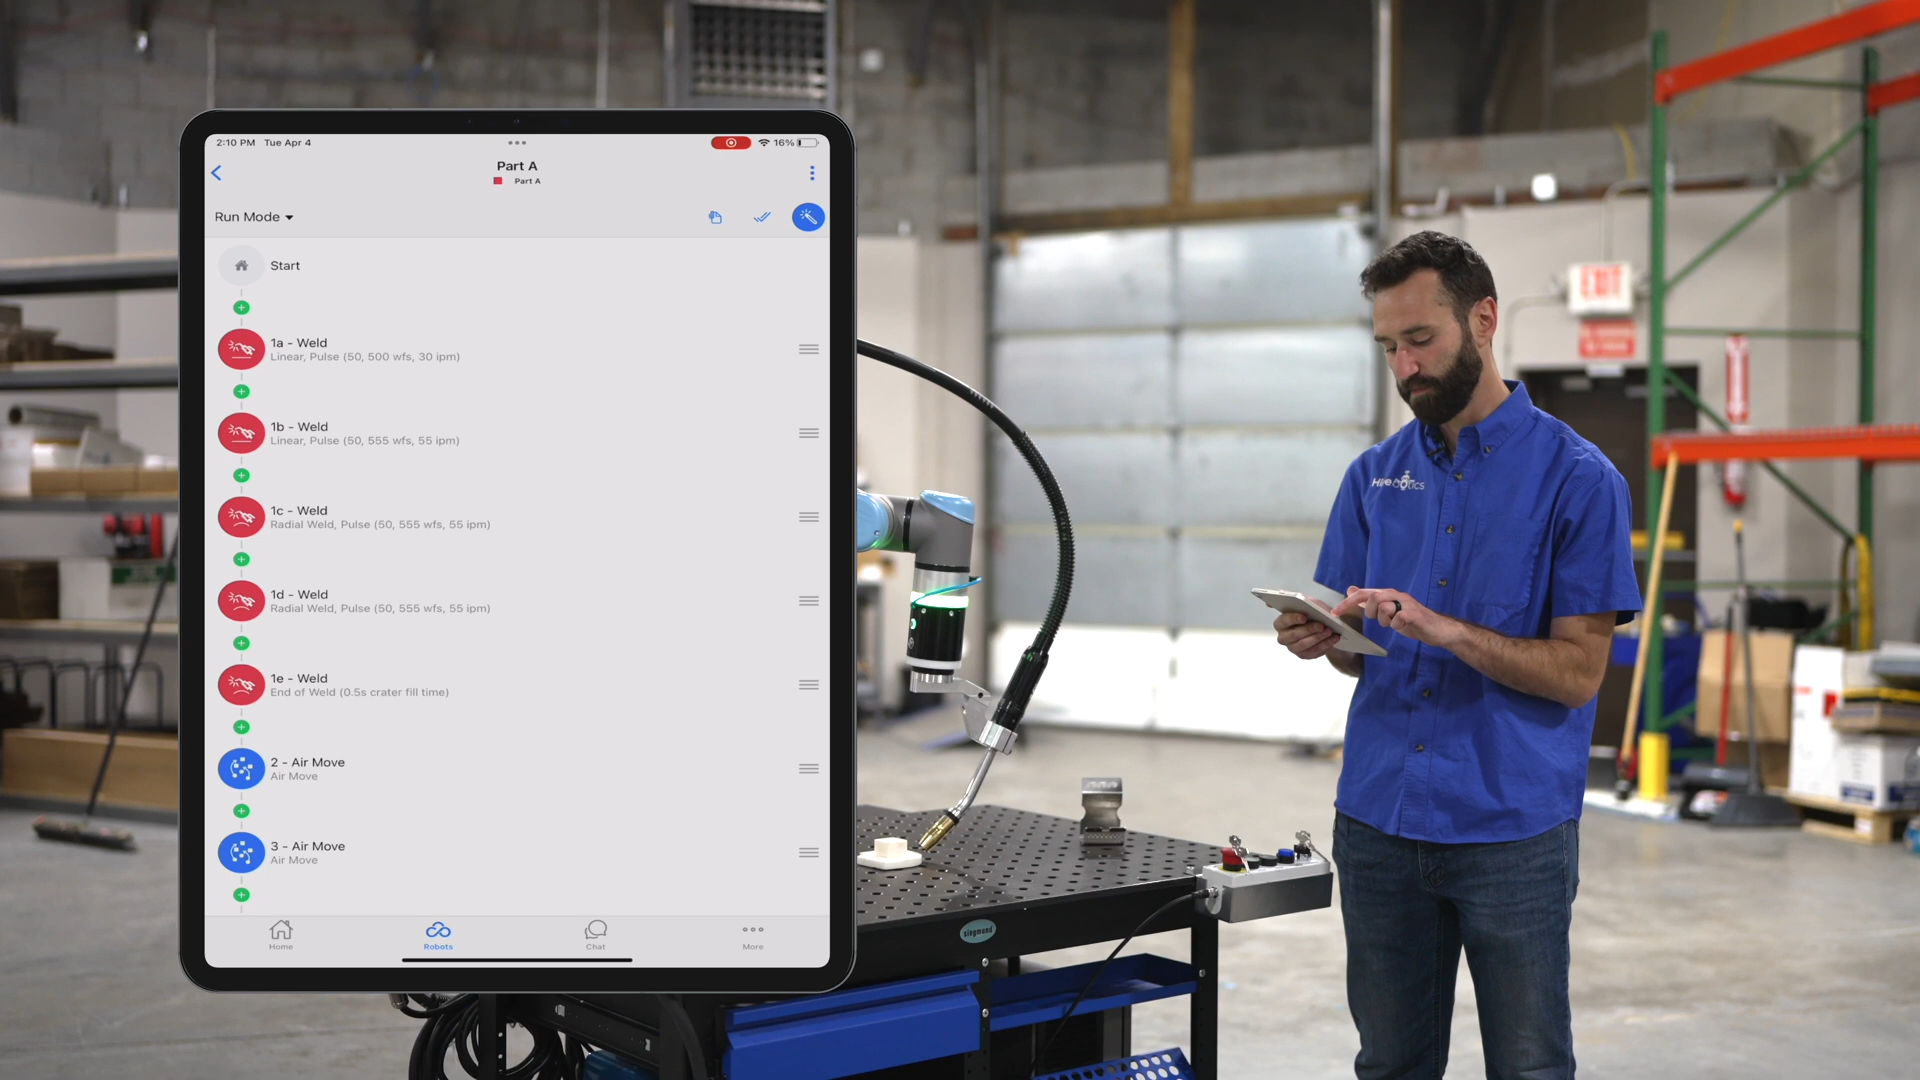 2:10 PM Tue Apr 4
16%
Part A
Part A
Run Mode
Start
1a - Weld
Linear, Pulse (50, 500 wfs, 30 ipm)
1b - Weld
Linear, Pulse (50, 555 wfs, 55 ipm)
1c - Weld
Radial Weld, Pulse (50, 555 wfs, 55 ipm)
1d - Weld
Radial Weld, Pulse (50, 555 wfs, 55 ipm)
1e - Weld
End of Weld (0.5s crater fill time)
2 - Air Move
Air Move
3 - Air Move
Air Move
Home
Robots
Chat
More
EXIT
Hirebotics
siegmund